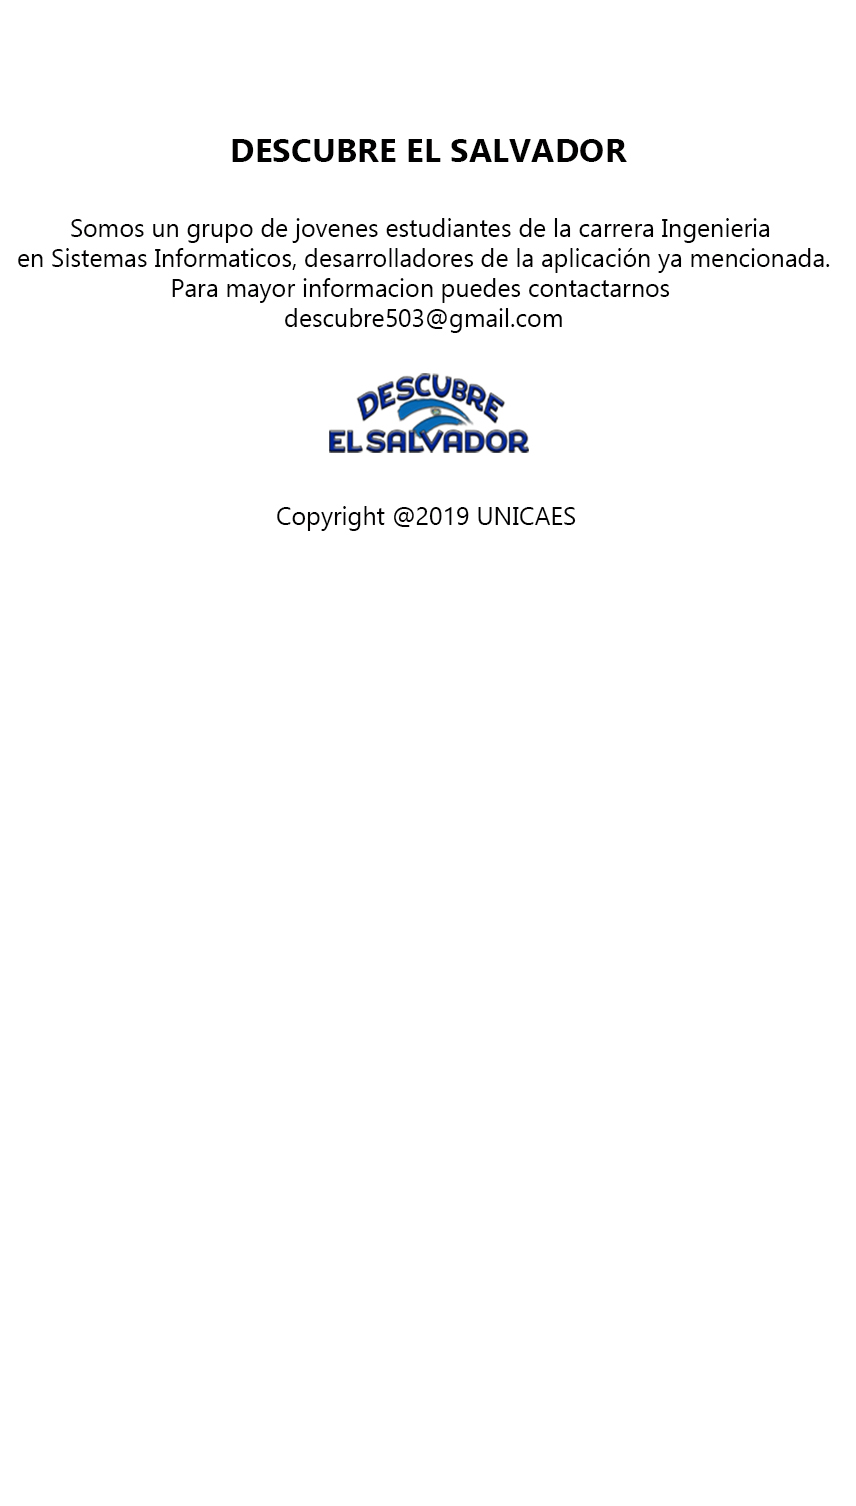 DESCUBRE EL SALVADOR
Somos un grupo de jovenes estudiantes de la carrera Ingenieria
en Sistemas Informaticos, desarrolladores de la aplicación ya mencionada.
Para mayor informacion puedes contactarnos
descubre503@gmail.com
DESCUBRE
EL SALVADOR
Copyright @2019 UNICAES